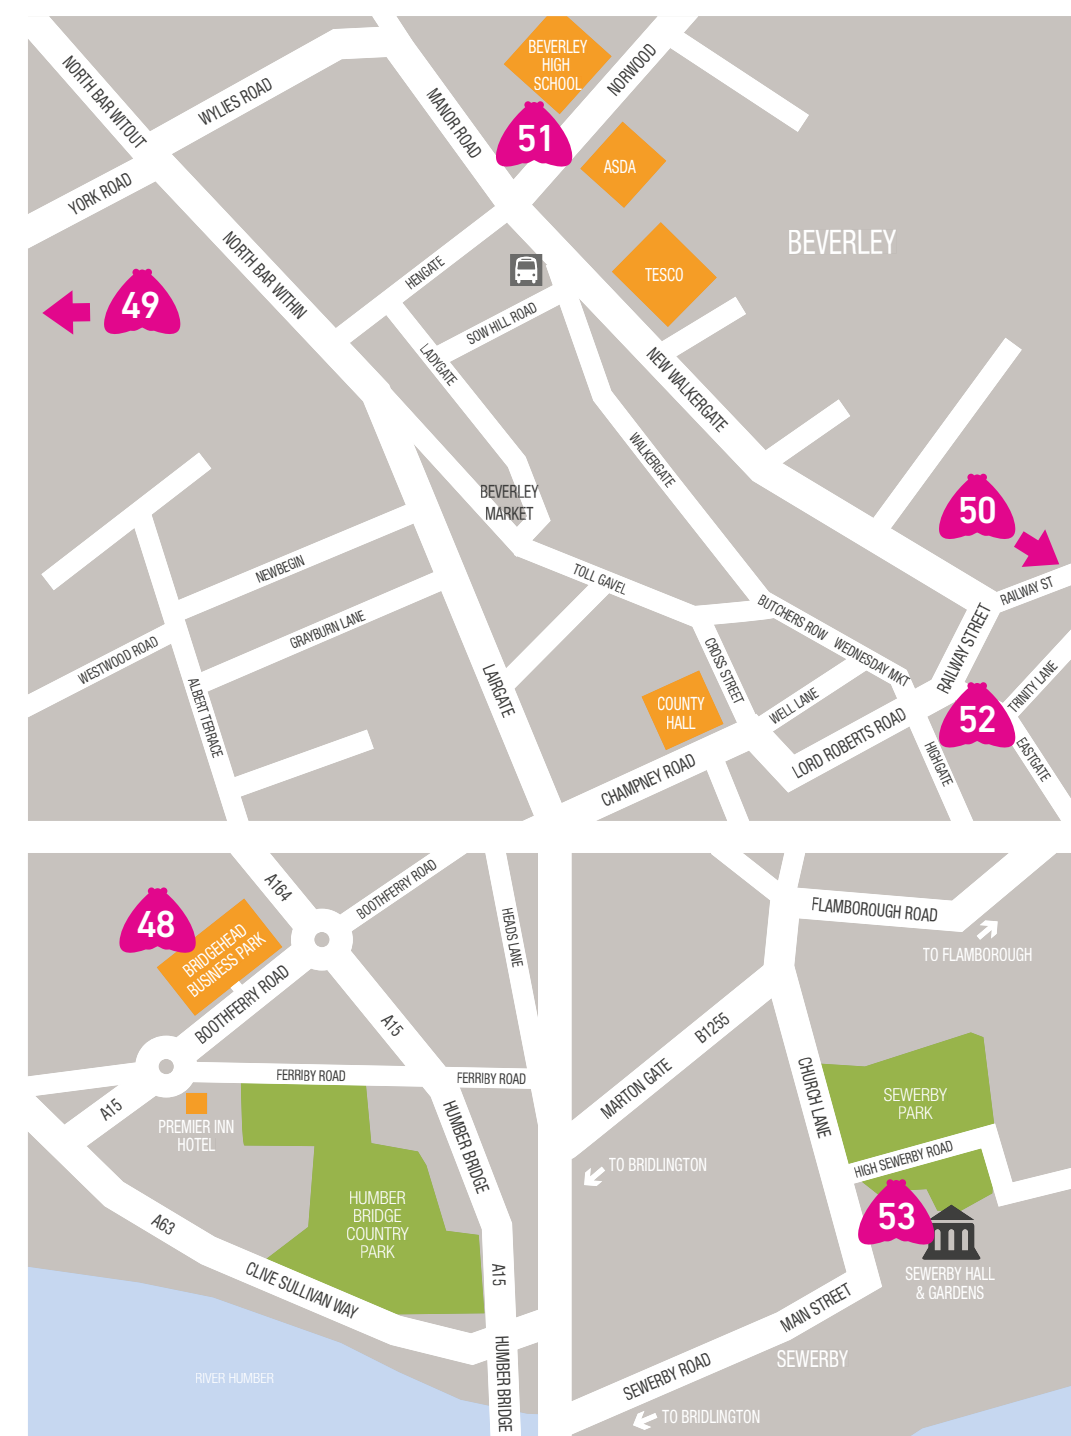 BEVERLEY
HIGH
SCHOOL
NORWOOD
NORTH BAR WITOUT
WYLIES ROAD
MANOR ROAD
51
ASDA
YORK ROAD
BEVERLEY
NORTH BAR WITHIN
HENGATE
TESCO
49
SOW HILL ROAD
LADYGATE
NEW WALKERGATE
WALKERGATE
BEVERLEY
MARKET
50
NEWBEGIN
TOLL GAVEL
RAILWAY ST
GRAYBURN LANE
BUTCHERS ROW
WEDNESDAY MKT
RAILWAY STREET
WESTWOOD ROAD
CROSS STREET
LAIRGATE
ALBERT TERRACE
COUNTY
HALL
WELL LANE
TRINITY LANE
52
LORD ROBERTS ROAD
HIGHGATE
EASTGATE
CHAMPNEY ROAD
A164
BOOTHFERRY ROAD
48
BRIDGEHEAD
BUSINESS PARK
HEADS LANE
BOOTHFERRY ROAD
A15
FERRIBY ROAD
FERRIBY ROAD
A15
PREMIER INN
HOTEL
HUMBER BRIDGE
HUMBER
BRIDGE
COUNTRY
PARK
A63
CLIVE SULLIVAN WAY
A15
HUMBER BRIDGE
RIVER HUMBER
FLAMBOROUGH ROAD
TO FLAMBOROUGH
B1255
MARTON GATE
CHURCH LANE
SEWERBY
PARK
HIGH SEWERBY ROAD
TO BRIDLINGTON
53
SEWERBY HALL
& GARDENS
MAIN STREET
SEWERBY
SEWERBY ROAD
TO BRIDLINGTON